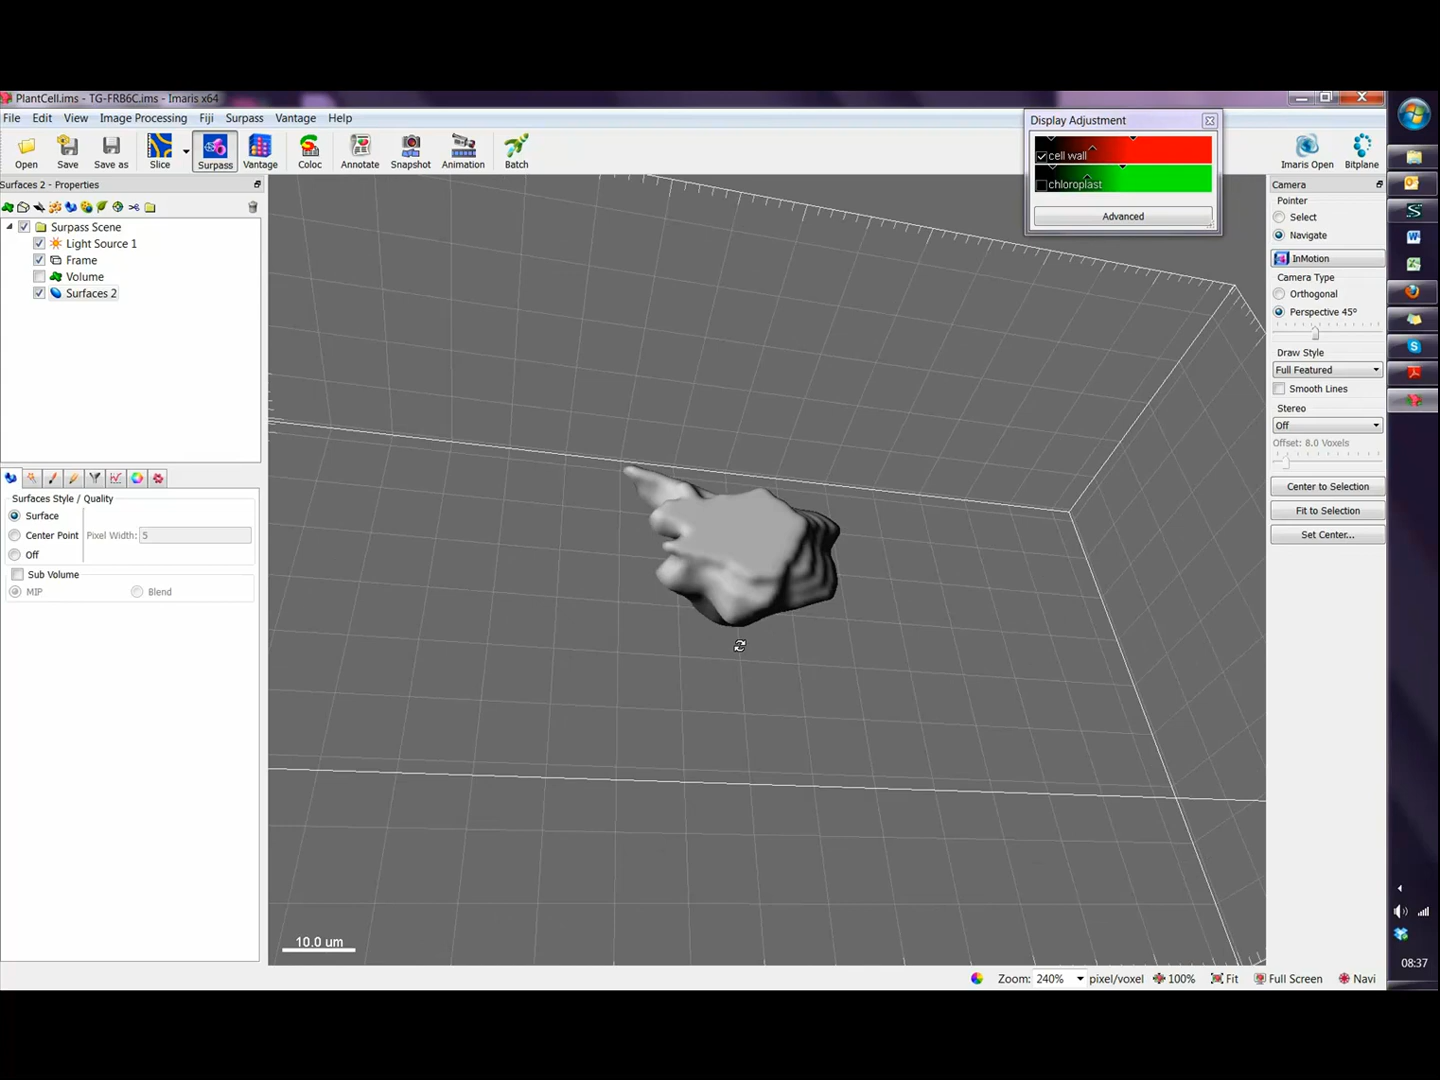 PlantCell.ims - TG-FRB6C.ims - Imaris x64
File Edit View Image Processing Fiji Surpass Vantage Help
Open Save Save as Slice Surpass Vantage Coloc Annotate Snapshot Animation Batch
Imaris Open Bitplane
Display Adjustment
cell wall
chloroplast
Advanced
Surfaces 2 - Properties
Surpass Scene
Light Source 1
Frame
Volume
Surfaces 2
Surfaces Style / Quality
Surface
Center Point Pixel Width: 5
Off
Sub Volume
MIP Blend
Camera
Pointer
Select
Navigate
InMotion
Camera Type
Orthogonal
Perspective 45º
Draw Style
Full Featured
Smooth Lines
Stereo
Off
Offset: 8.0 Voxels
Center to Selection
Fit to Selection
Set Center...
10.0 um
Zoom: 240% pixel/voxel 100% Fit Full Screen Navi
08:37